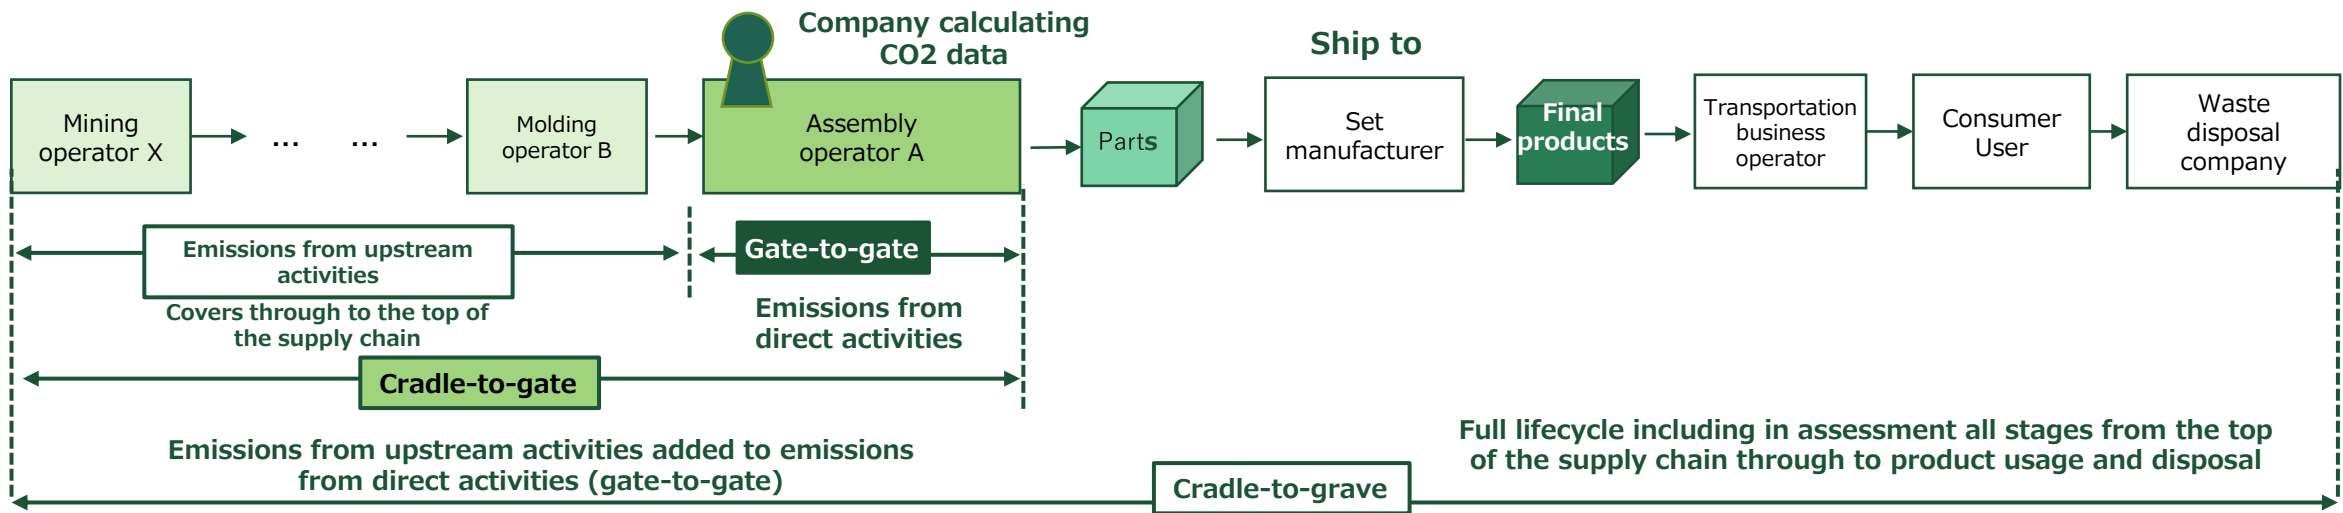 Company calculating
CO2 data
Ship to
Mining
operator X
... ...
Molding
operator B
Assembly
operator A
Parts
Set
manufacturer
Final
products
Transportation
business
operator
Consumer
User
Waste
disposal
company
Emissions from upstream
activities
Gate-to-gate
Covers through to the top of
the supply chain
Emissions from
direct activities
Cradle-to-gate
Emissions from upstream activities added to emissions
from direct activities (gate-to-gate)
Full lifecycle including in assessment all stages from the top
of the supply chain through to product usage and disposal
Cradle-to-grave